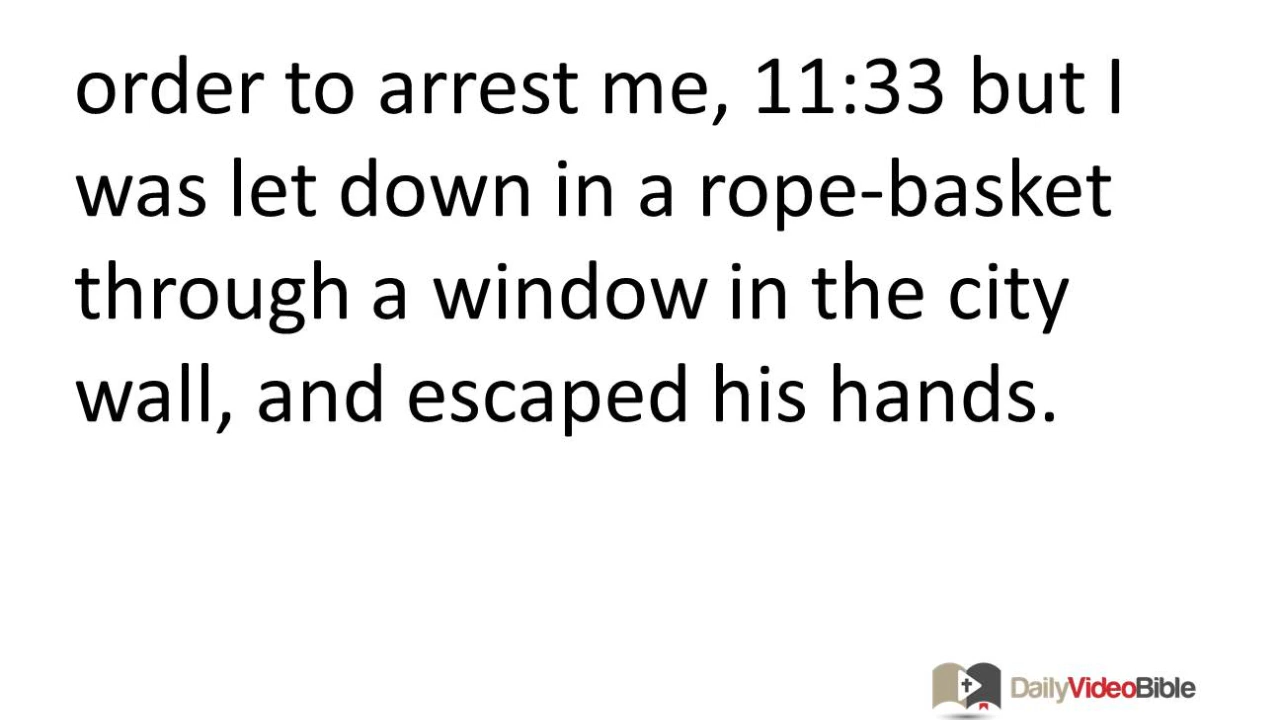 order to arrest me, 11:33 but I
was let down in a rope-basket
through a window in the city
wall, and escaped his hands.
DailyVideoBible